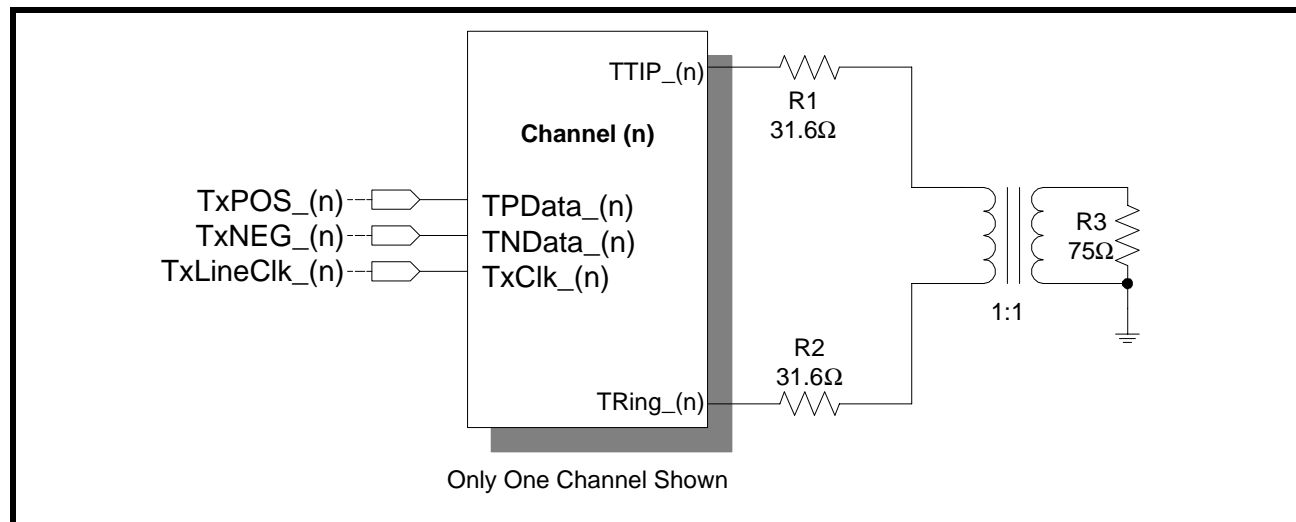 TTIP_(n)
R1
31.6Ω
Channel (n)
TxPOS_(n)
TPData_(n)
TxNEG_(n)
TNData_(n)
TxLineClk_(n)
TxClk_(n)
R3
75Ω
1:1
R2
31.6Ω
TRing_(n)
Only One Channel Shown